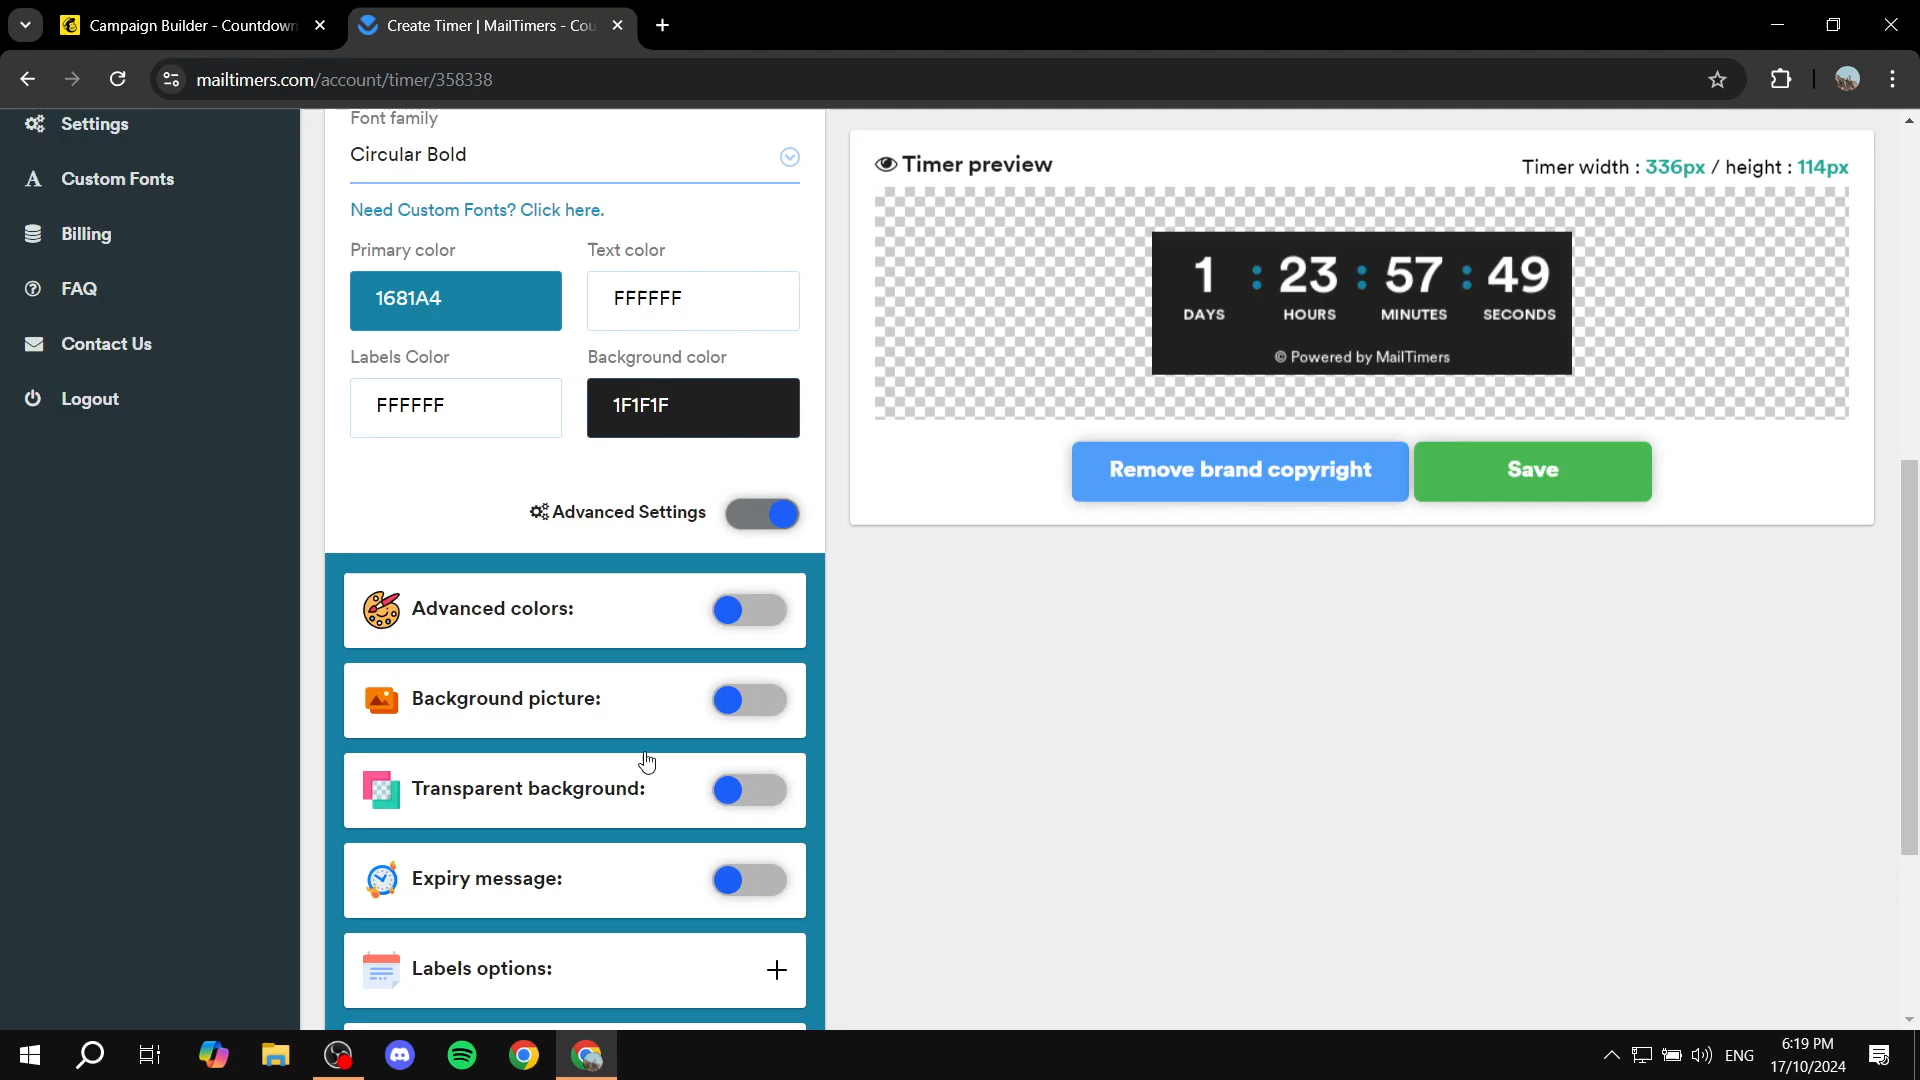 Campaign Builder - Countdown
Create Timer | MailTimers - Cou
mailtimers.com/account/timer/358338
Settings
Custom Fonts
Billing
FAQ
Contact Us
Logout
Font family
Circular Bold
Need Custom Fonts? Click here.
Primary color
Text color
1681A4
FFFFFF
Labels Color
Background color
FFFFFF
1F1F1F
Advanced Settings
Advanced colors:
Background picture:
Transparent background:
Expiry message:
Labels options:
Timer preview
Timer width : 336px / height : 114px
1 : 23 : 57 : 49
DAYS HOURS MINUTES SECONDS
© Powered by MailTimers
Remove brand copyright
Save
ENG
6:19 PM
17/10/2024